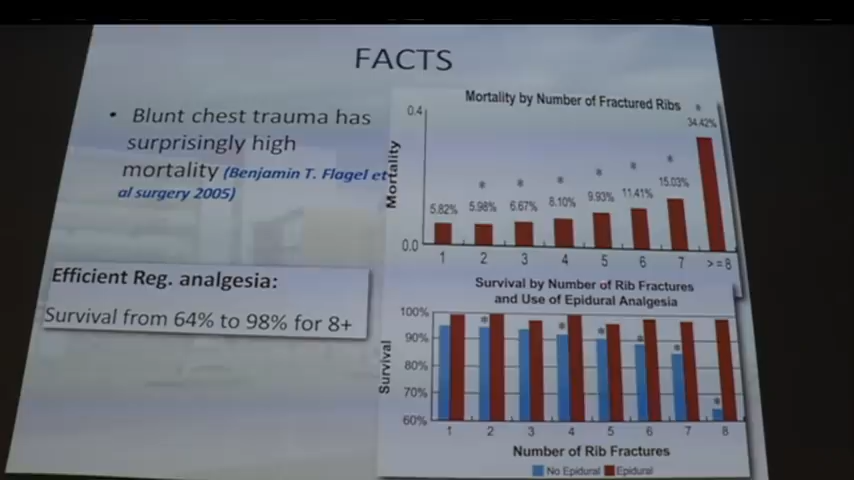 FACTS
• Blunt chest trauma has
surprisingly high
mortality (Benjamin T. Flagel et
al surgery 2005)
Efficient Reg. analgesia:
Survival from 64% to 98% for 8+
Mortality by Number of Fractured Ribs
Mortality
0.4
0.0
5.82%
* 5.98%
* 6.67%
* 8.10%
* 9.93%
* 11.41%
* 15.03%
* 34.42%
1 2 3 4 5 6 7 >=8
Survival by Number of Rib Fractures
and Use of Epidural Analgesia
Survival
100%
90%
80%
70%
60%
* * * * * *
1 2 3 4 5 6 7 8
Number of Rib Fractures
No Epidural Epidural